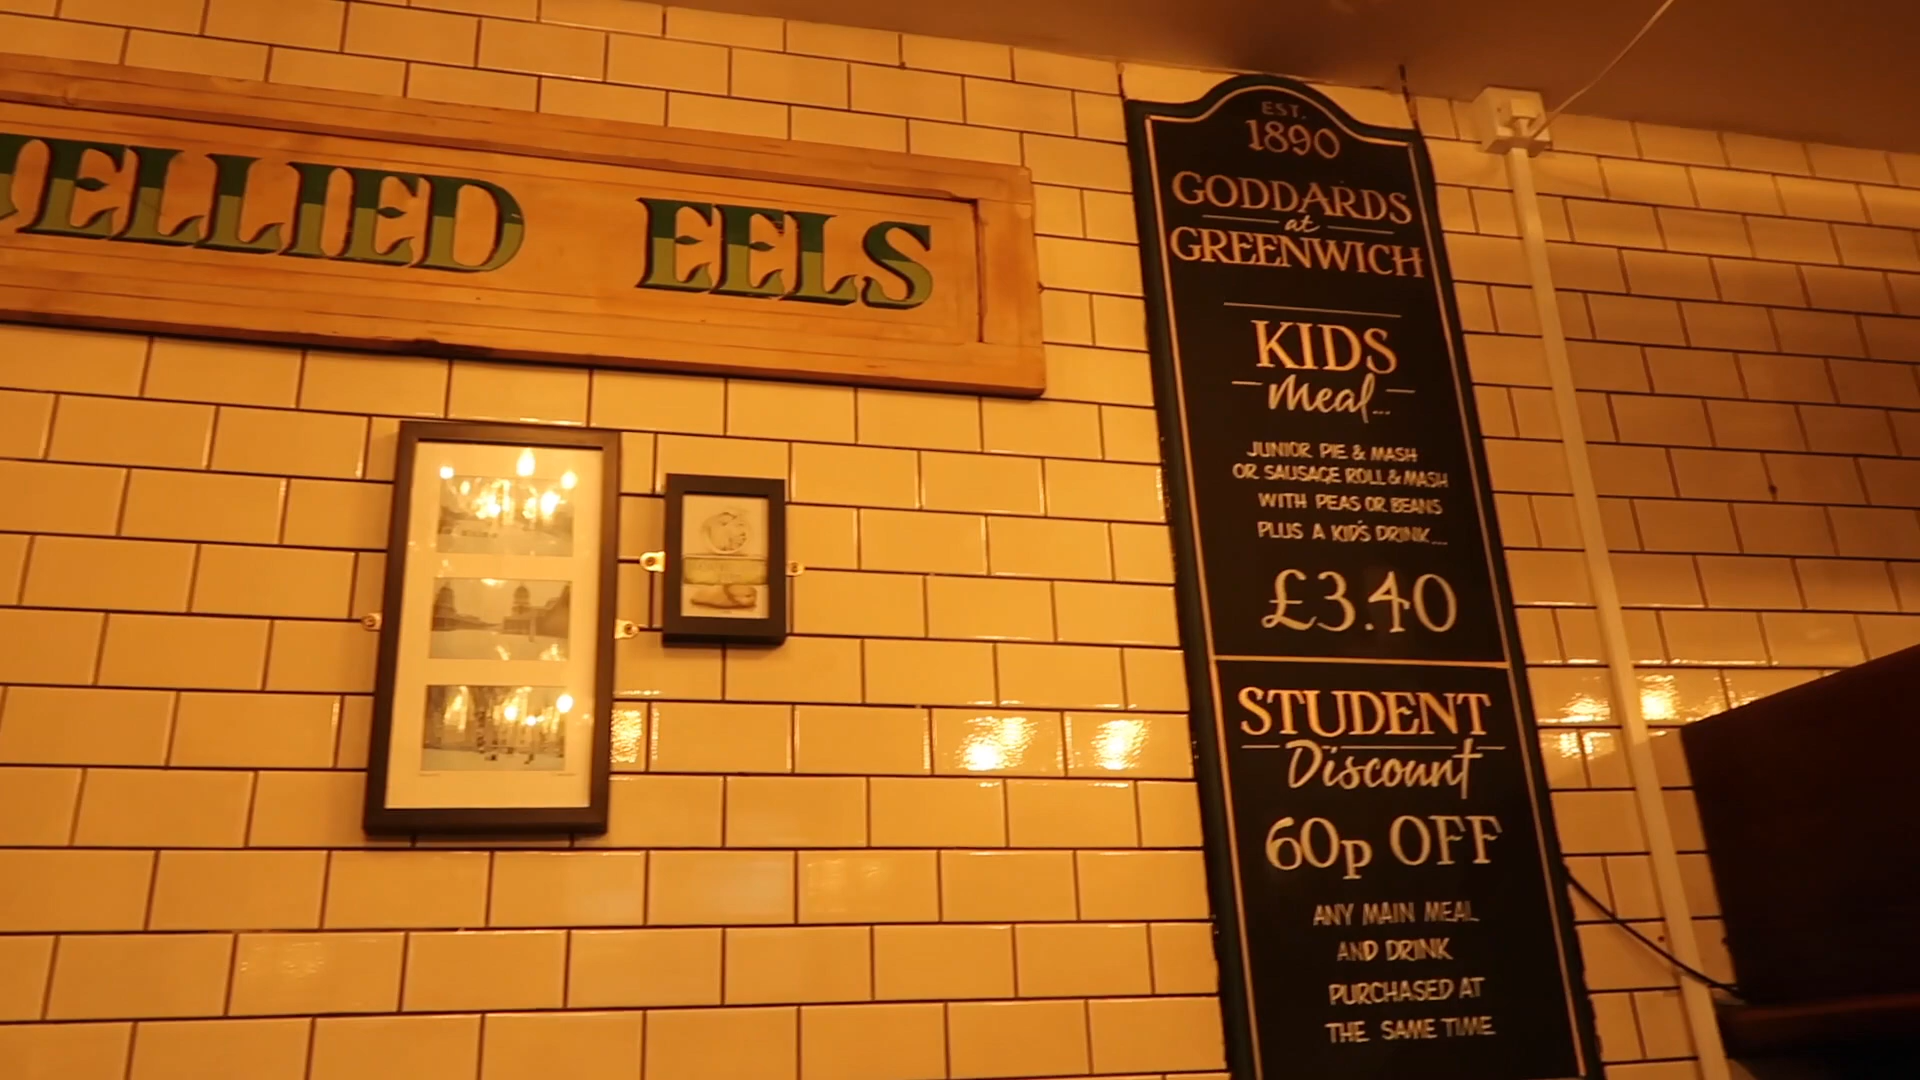 JELLIED EELS
EST.
1890
GODDARDS
at
GREENWICH
KIDS
Meal...
JUNIOR PIE & MASH
OR SAUSAGE ROLL & MASH
WITH PEAS OR BEANS
PLUS A KID'S DRINK...
£3.40
STUDENT
Discount
60p OFF
ANY MAIN MEAL
AND DRINK
PURCHASED AT
THE SAME TIME